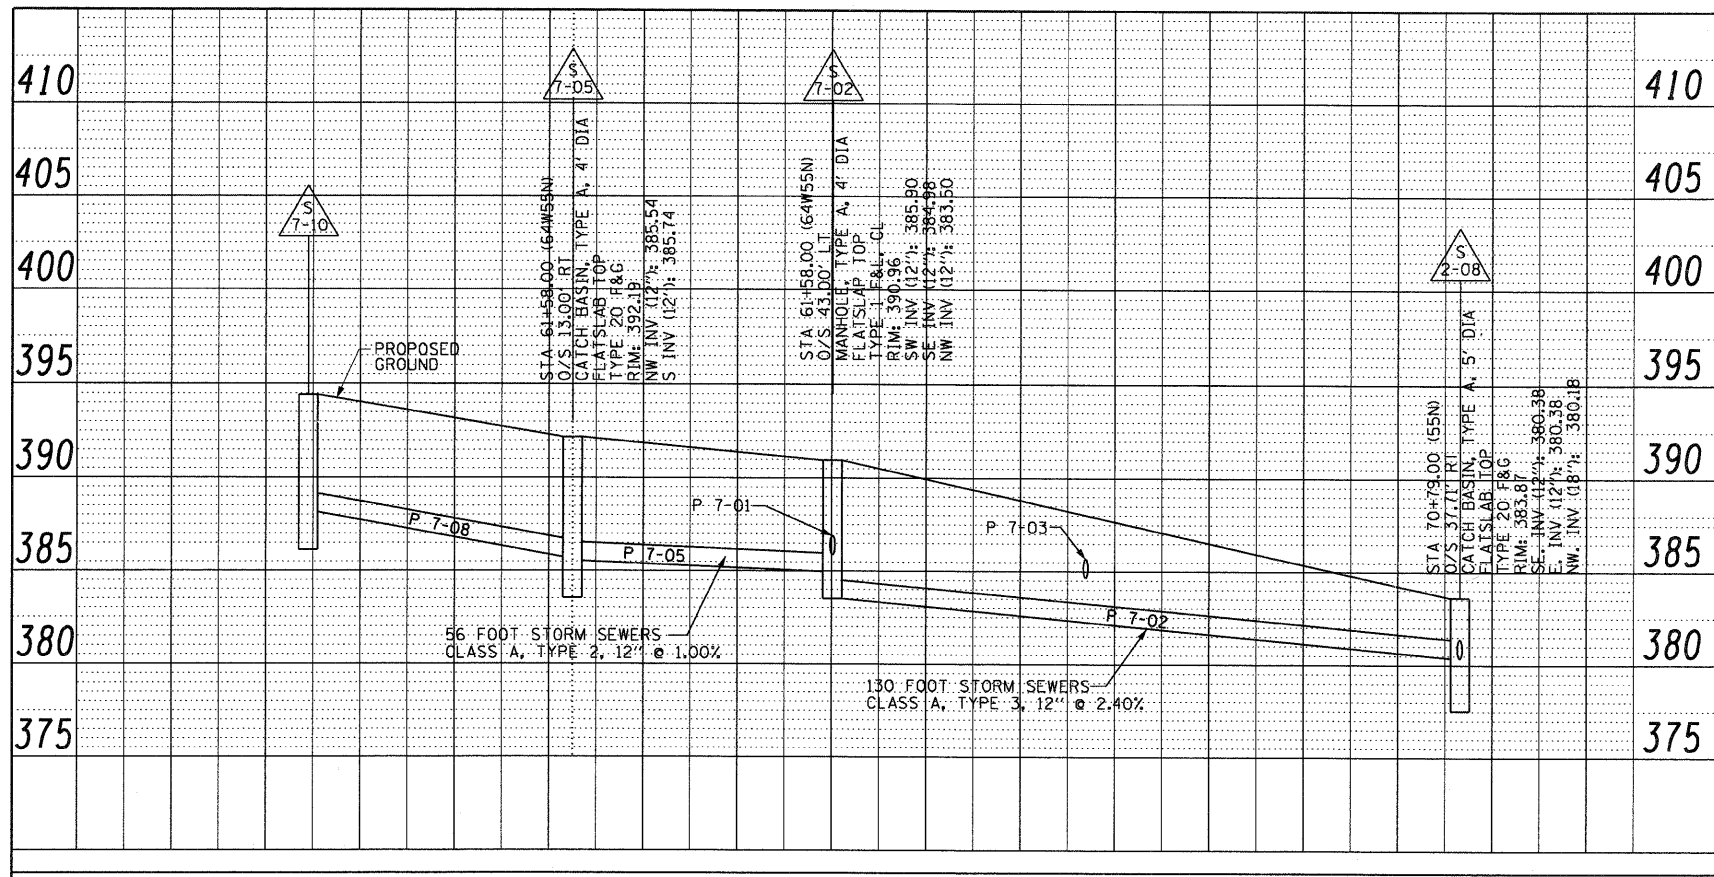 410
405
400
395
390
385
380
375
S
7-10
S
7-05
S
7-02
S
2-08
PROPOSED
GROUND
STA 61+58.00 (64W55N)
O/S 13.00' RT
CATCH BASIN, TYPE A, 4' DIA
FLATSLAB TOP
TYPE 20 F&G
RIM: 392.19
NW INV (12"): 385.54
S INV (12"): 385.74
STA 61+58.00 (64W55N)
O/S 43.00' LT
MANHOLE, TYPE A, 4' DIA
FLATSLAP TOP
TYPE 1 F&L, CL
RIM: 390.96
SW INV (12"): 385.90
SE INV (12"): 384.98
NW INV (12"): 383.50
STA 70+79.00 (55N)
O/S 37.71' RT
CATCH BASIN, TYPE A, 5' DIA
FLATSLAB TOP
TYPE 20 F&G
RIM: 383.87
SE. INV (12"): 380.38
E. INV (12"): 380.38
NW. INV (18"): 380.18
P 7-08
P 7-05
P 7-01
P 7-03
P 7-02
56 FOOT STORM SEWERS
CLASS A, TYPE 2, 12" @ 1.00%
130 FOOT STORM SEWERS
CLASS A, TYPE 3, 12" @ 2.40%
410
405
400
395
390
385
380
375